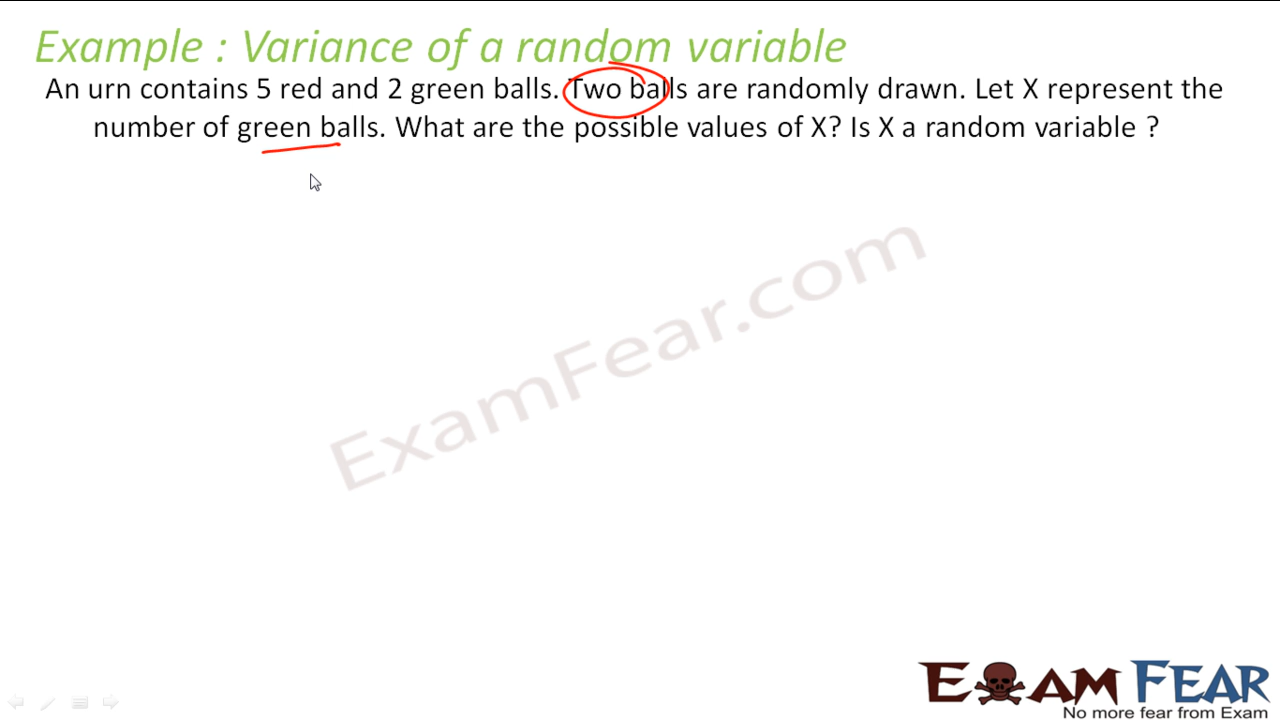 Example : Variance of a random variable
An urn contains 5 red and 2 green balls. Two balls are randomly drawn. Let X represent the
number of green balls. What are the possible values of X? Is X a random variable ?
ExamFear.com
EXAM FEAR
No more fear from Exam